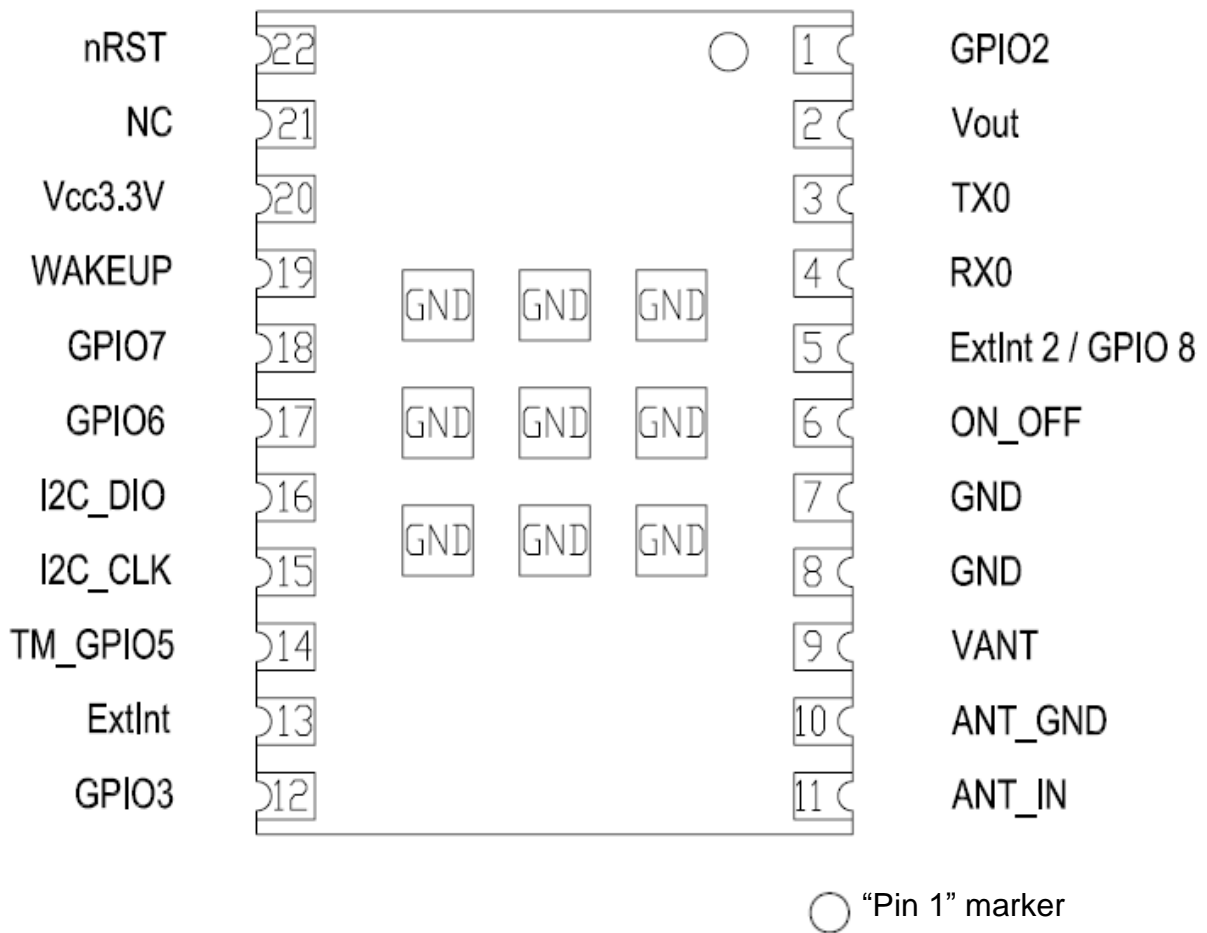 nRST 22 1 GPIO2
NC 21 2 Vout
Vcc3.3V 20 3 TX0
WAKEUP 19 4 RX0
GND GND GND
GPIO7 18 5 ExtInt 2 / GPIO 8
GPIO6 17 6 ON_OFF
GND GND GND
I2C_DIO 16 7 GND
GND GND GND
I2C_CLK 15 8 GND
TM_GPIO5 14 9 VANT
ExtInt 13 10 ANT_GND
GPIO3 12 11 ANT_IN
“Pin 1” marker